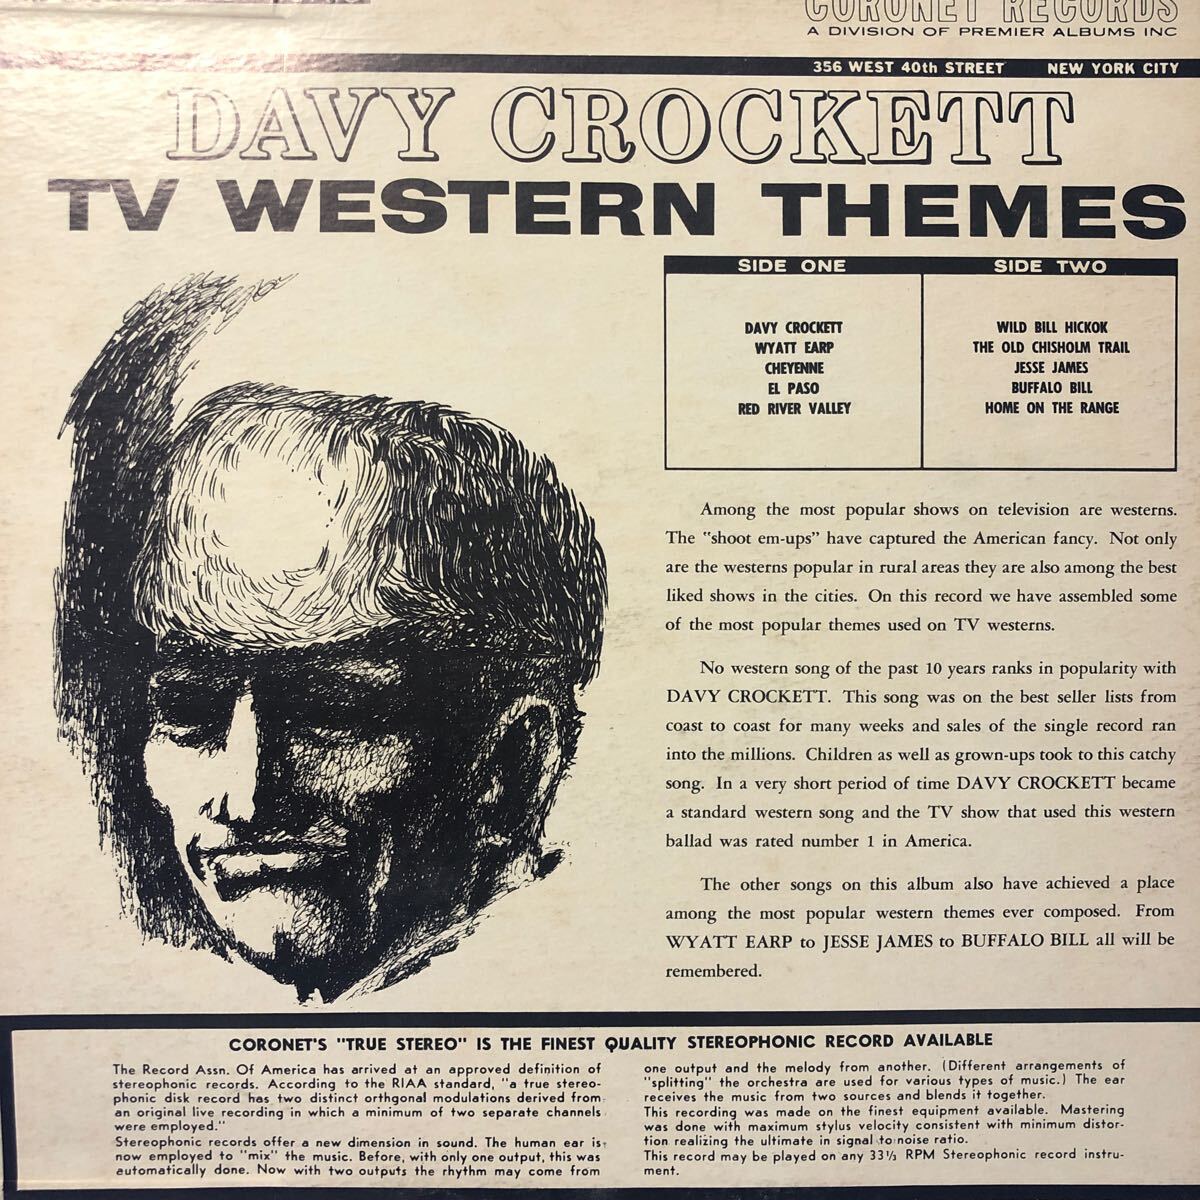 CORONET RECORDS
A DIVISION OF PREMIER ALBUMS INC
356 WEST 40th STREET NEW YORK CITY
DAVY CROCKETT
TV WESTERN THEMES
SIDE ONE
DAVY CROCKETT
WYATT EARP
CHEYENNE
EL PASO
RED RIVER VALLEY
SIDE TWO
WILD BILL HICKOK
THE OLD CHISHOLM TRAIL
JESSE JAMES
BUFFALO BILL
HOME ON THE RANGE
Among the most popular shows on television are westerns.
The "shoot em-ups" have captured the American fancy. Not only
are the westerns popular in rural areas they are also among the best
liked shows in the cities. On this record we have assembled some
of the most popular themes used on TV westerns.
No western song of the past 10 years ranks in popularity with
DAVY CROCKETT. This song was on the best seller lists from
coast to coast for many weeks and sales of the single record ran
into the millions. Children as well as grown-ups took to this catchy
song. In a very short period of time DAVY CROCKETT became
a standard western song and the TV show that used this western
ballad was rated number 1 in America.
The other songs on this album also have achieved a place
among the most popular western themes ever composed. From
WYATT EARP to JESSE JAMES to BUFFALO BILL all will be
remembered.
CORONET'S "TRUE STEREO" IS THE FINEST QUALITY STEREOPHONIC RECORD AVAILABLE
The Record Assn. Of America has arrived at an approved definition of
stereophonic records. According to the RIAA standard, "a true stereo-
phonic disk record has two distinct orthgonal modulations derived from
an original live recording in which a minimum of two separate channels
were employed."
Stereophonic records offer a new dimension in sound. The human ear is
now employed to "mix" the music. Before, with only one output, this was
automatically done. Now with two outputs the rhythm may come from
one output and the melody from another. (Different arrangements of
"splitting" the orchestra are used for various types of music.) The ear
receives the music from two sources and blends it together.
This recording was made on the finest equipment available. Mastering
was done with maximum stylus velocity consistent with minimum distor-
tion realizing the ultimate in signal to noise ratio.
This record may be played on any 33⅓ RPM Stereophonic record instru-
ment.